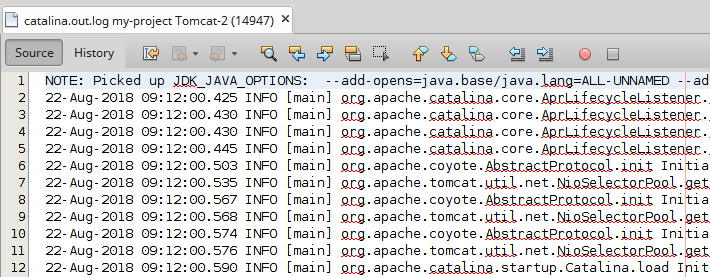 catalina.out.log my-project Tomcat-2 (14947)
Source History
1 NOTE: Picked up JDK_JAVA_OPTIONS: --add-opens=java.base/java.lang=ALL-UNNAMED --ad
2 22-Aug-2018 09:12:00.425 INFO [main] org.apache.catalina.core.AprLifecycleListener.
3 22-Aug-2018 09:12:00.430 INFO [main] org.apache.catalina.core.AprLifecycleListener.
4 22-Aug-2018 09:12:00.430 INFO [main] org.apache.catalina.core.AprLifecycleListener.
5 22-Aug-2018 09:12:00.445 INFO [main] org.apache.catalina.core.AprLifecycleListener.
6 22-Aug-2018 09:12:00.503 INFO [main] org.apache.coyote.AbstractProtocol.init Initia
7 22-Aug-2018 09:12:00.535 INFO [main] org.apache.tomcat.util.net.NioSelectorPool.get
8 22-Aug-2018 09:12:00.567 INFO [main] org.apache.coyote.AbstractProtocol.init Initia
9 22-Aug-2018 09:12:00.568 INFO [main] org.apache.tomcat.util.net.NioSelectorPool.get
10 22-Aug-2018 09:12:00.574 INFO [main] org.apache.coyote.AbstractProtocol.init Initia
11 22-Aug-2018 09:12:00.576 INFO [main] org.apache.tomcat.util.net.NioSelectorPool.get
12 22-Aug-2018 09:12:00.590 INFO [main] org.apache.catalina.startup.Catalina.load Init